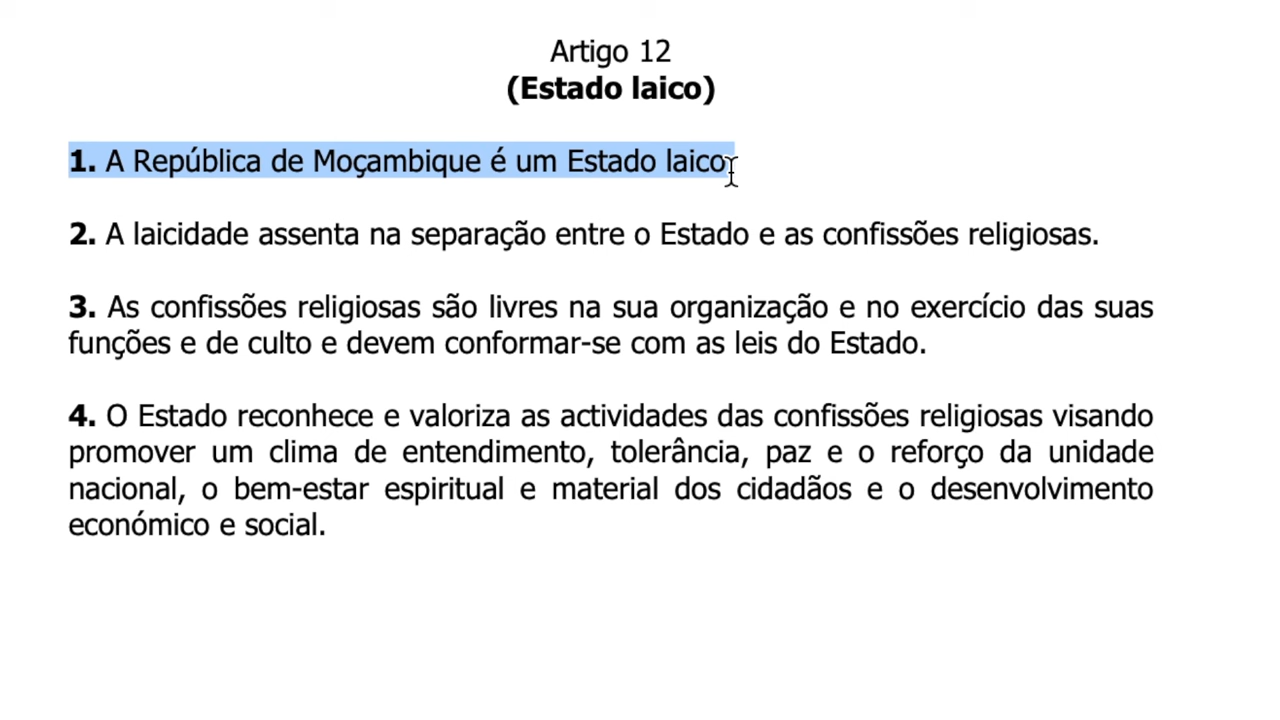 Artigo 12
(Estado laico)
1. A República de Moçambique é um Estado laico.
2. A laicidade assenta na separação entre o Estado e as confissões religiosas.
3. As confissões religiosas são livres na sua organização e no exercício das suas
funções e de culto e devem conformar-se com as leis do Estado.
4. O Estado reconhece e valoriza as actividades das confissões religiosas visando
promover um clima de entendimento, tolerância, paz e o reforço da unidade
nacional, o bem-estar espiritual e material dos cidadãos e o desenvolvimento
económico e social.